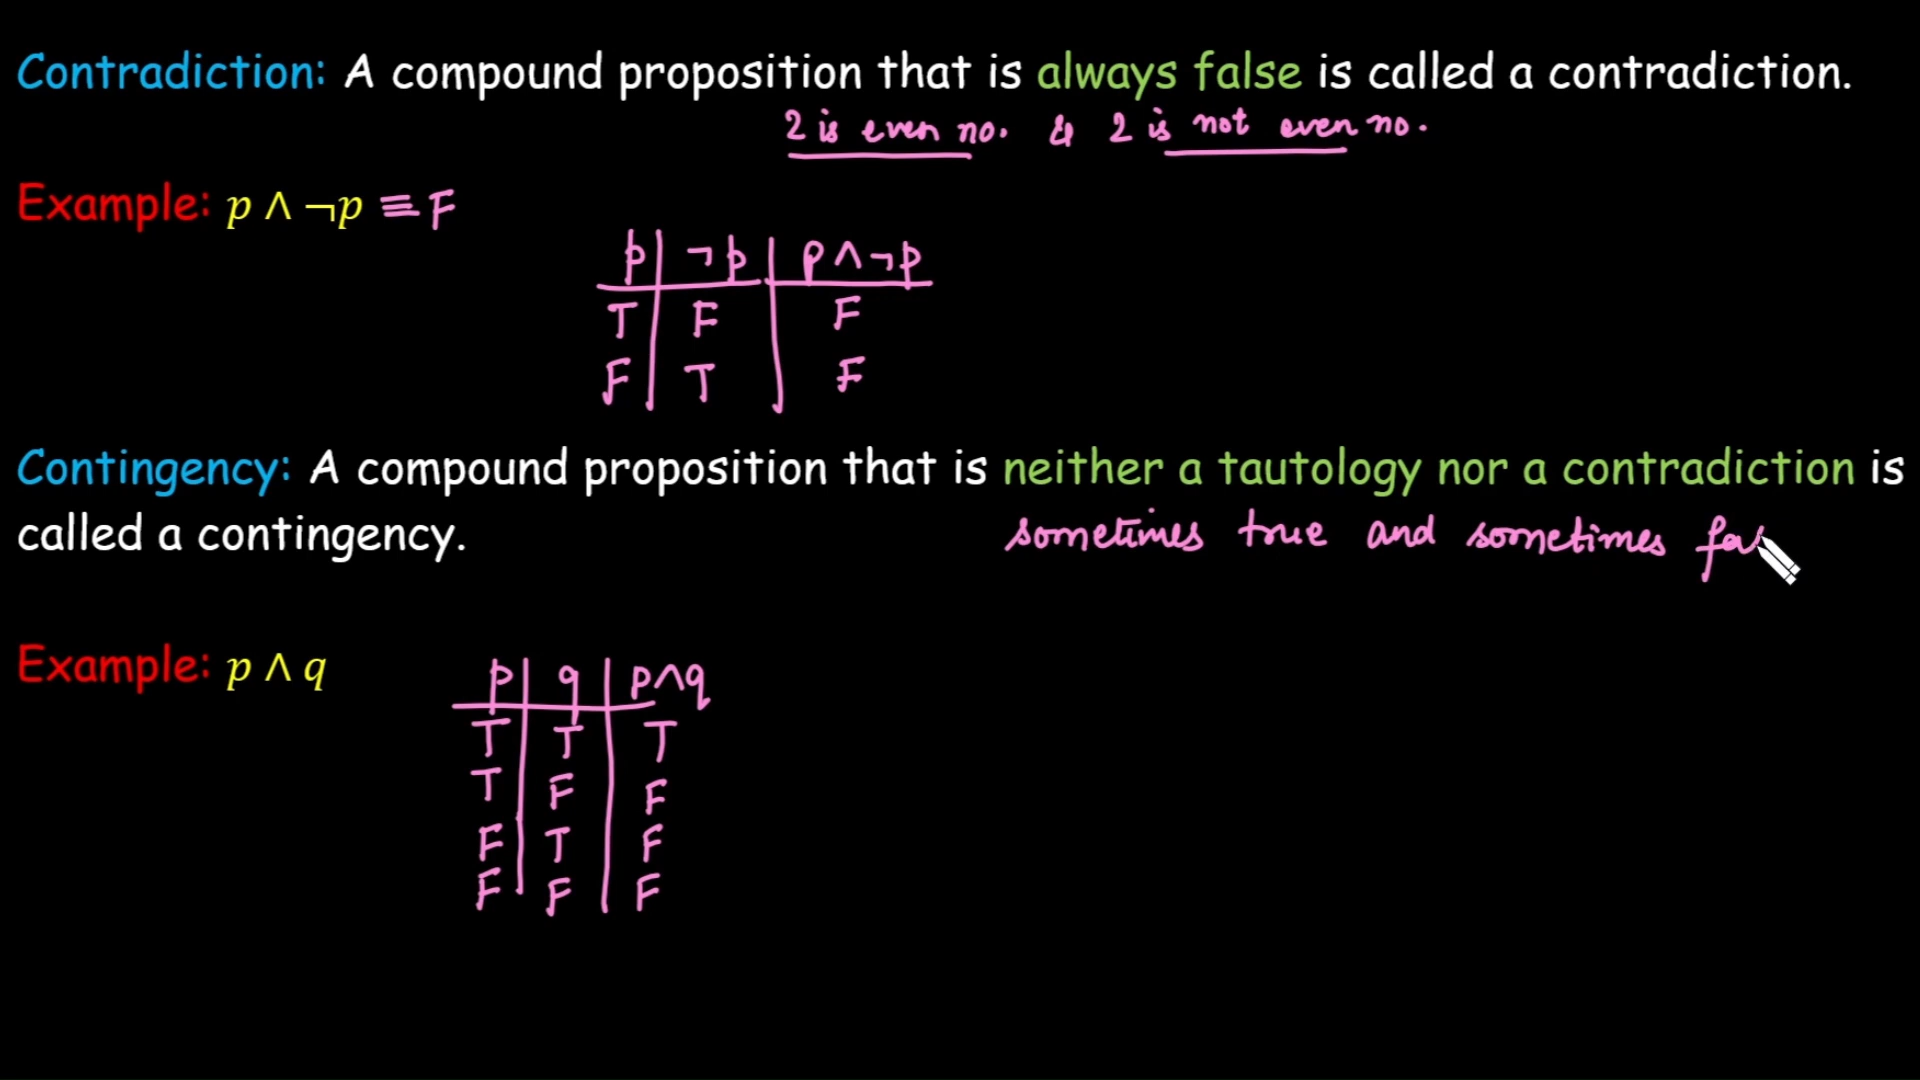 Contradiction: A compound proposition that is always false is called a contradiction.
2 is even no. & 2 is not even no.
Example: p ∧ ¬p ≡ F
p ¬p p∧¬p
T F F
F T F
Contingency: A compound proposition that is neither a tautology nor a contradiction is
called a contingency.
sometimes true and sometimes fa
Example: p ∧ q
p q p∧q
T T T
T F F
F T F
F F F